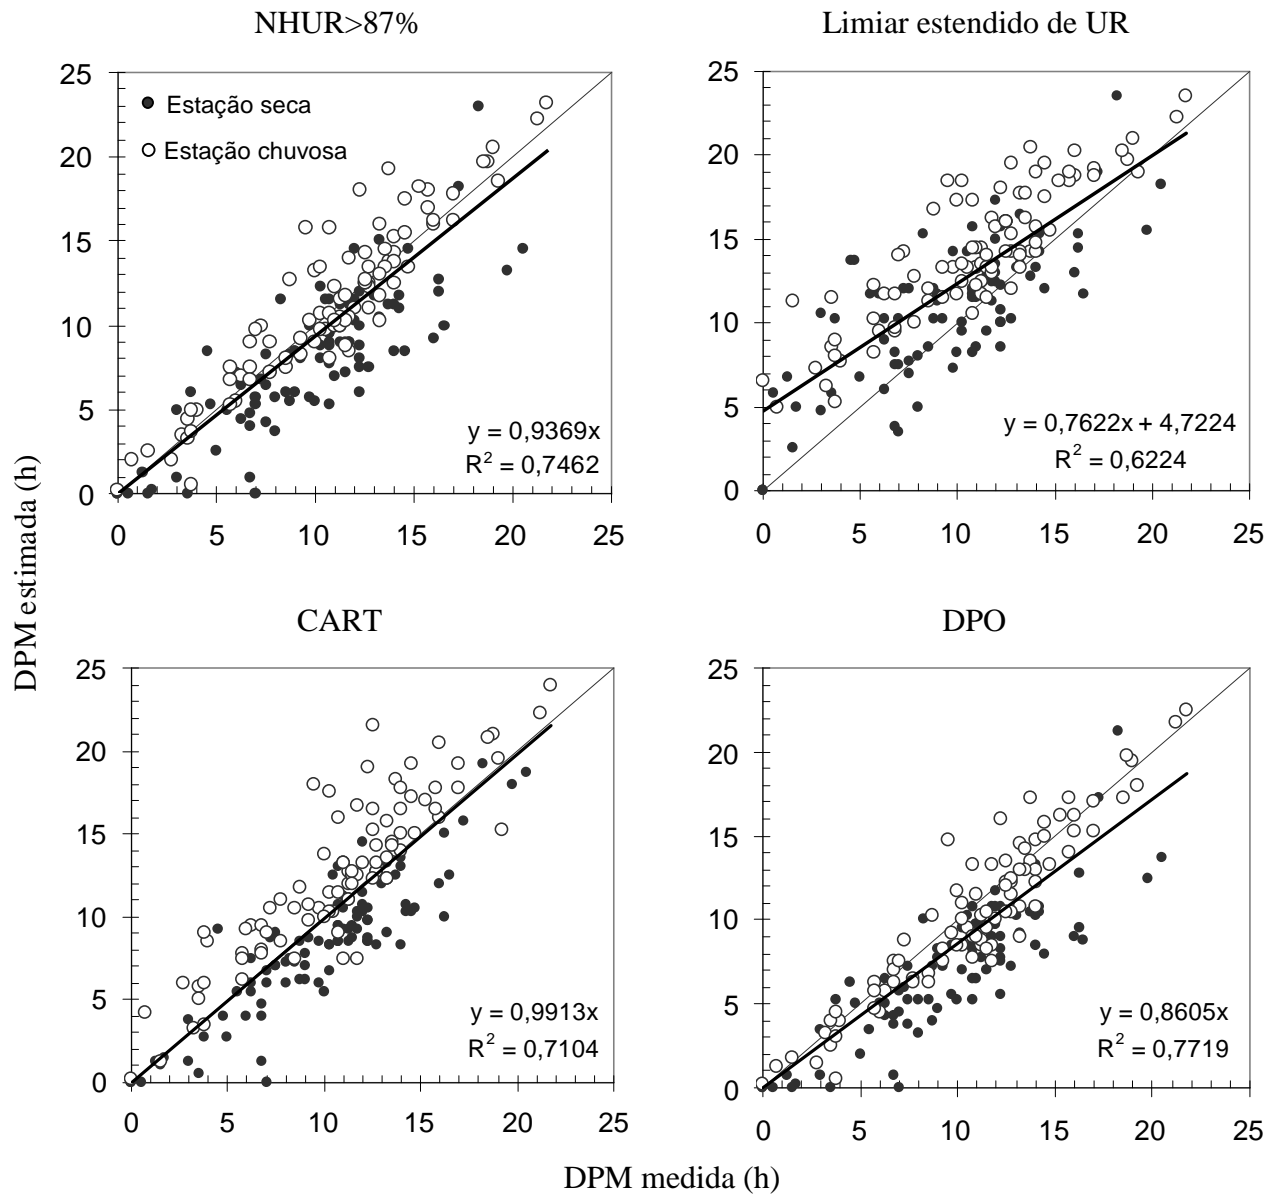 NHUR>87%
Limiar estendido de UR
25
20
15
10
5
0
Estação seca
Estação chuvosa
y = 0,9369x
R² = 0,7462
0 5 10 15 20 25
25
20
15
10
5
0
y = 0,7622x + 4,7224
R² = 0,6224
0 5 10 15 20 25
DPM estimada (h)
CART
DPO
25
20
15
10
5
0
y = 0,9913x
R² = 0,7104
0 5 10 15 20 25
25
20
15
10
5
0
y = 0,8605x
R² = 0,7719
0 5 10 15 20 25
DPM medida (h)